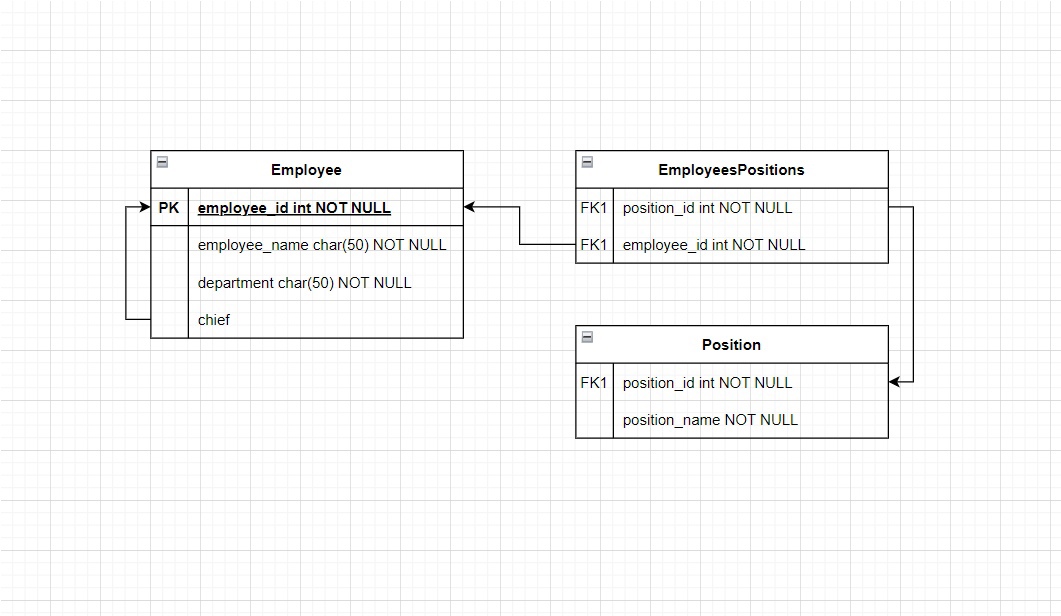 Employee
PK employee_id int NOT NULL
employee_name char(50) NOT NULL
department char(50) NOT NULL
chief
EmployeesPositions
FK1 position_id int NOT NULL
FK1 employee_id int NOT NULL
Position
FK1 position_id int NOT NULL
position_name NOT NULL